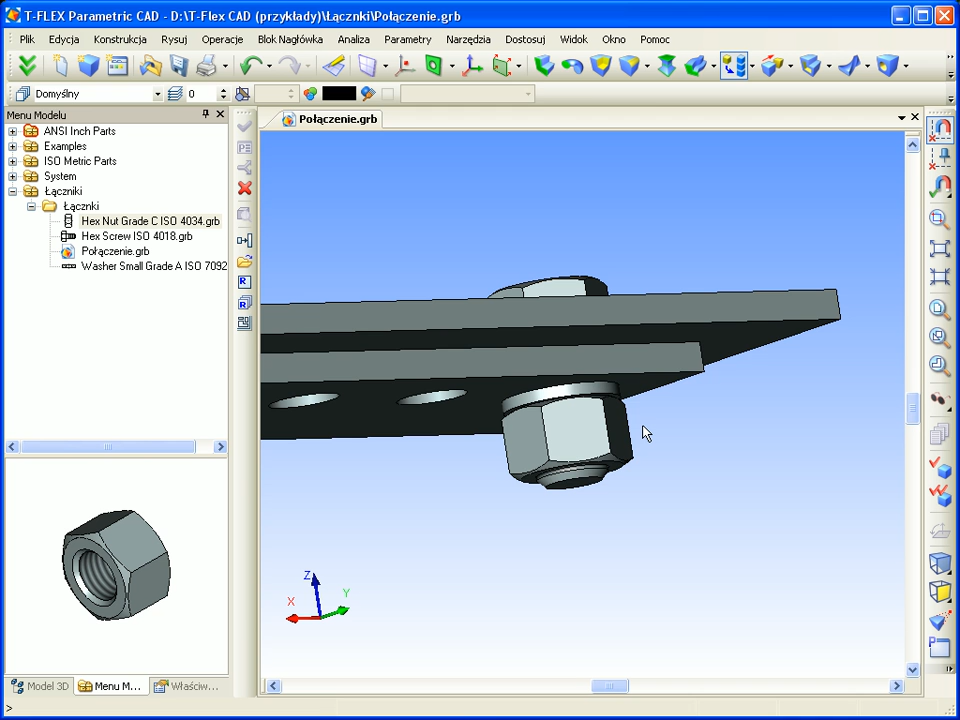 T-FLEX Parametric CAD - D:\T-Flex CAD (przykłady)\Łącznki\Połączenie.grb
Plik Edycja Konstrukcja Rysuj Operacje Blok Nagłówka Analiza Parametry Narzędzia Dostosuj Widok Okno Pomoc
Domyślny 0
Menu Modelu
Połączenie.grb
ANSI Inch Parts
Examples
ISO Metric Parts
System
Łączniki
Łącznki
Hex Nut Grade C ISO 4034.grb
Hex Screw ISO 4018.grb
Połączenie.grb
Washer Small Grade A ISO 7092
Z
X
Y
Model 3D Menu M... Właściw...
>